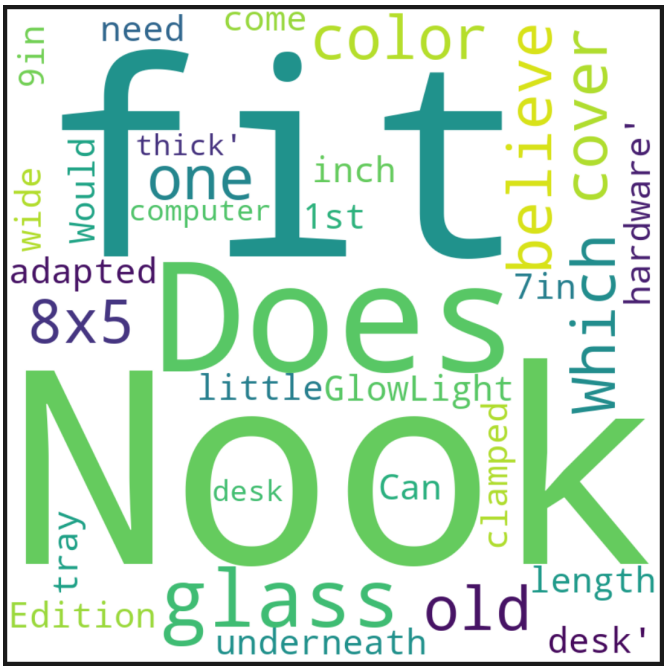 come
need
color
9in
believe
cover
fit
thick'
Would
one
inch
hardware'
wide
computer
1st
adapted
Does
7in
Which
8x5
little
GlowLight
Nook
clamped
desk
Can
tray
glass
length
old
Edition
underneath
desk'